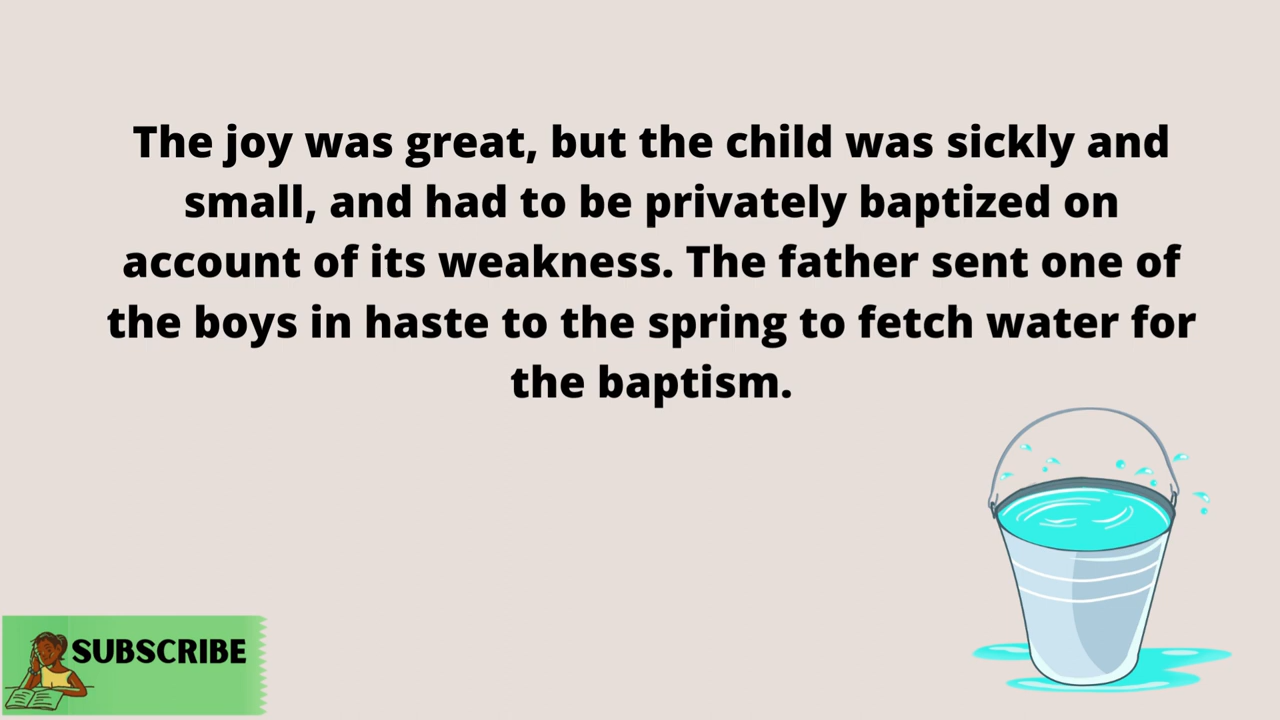 The joy was great, but the child was sickly and
small, and had to be privately baptized on
account of its weakness. The father sent one of
the boys in haste to the spring to fetch water for
the baptism.
SUBSCRIBE